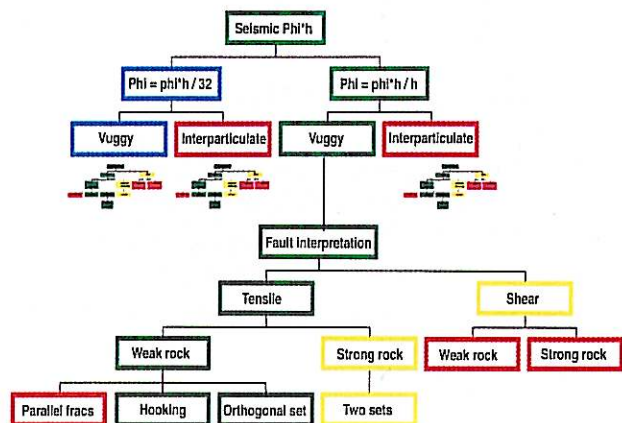 Seismic Phi*h
Phi = phi*h / 32
Phi = phi*h / h
Vuggy
Interparticulate
Vuggy
Interparticulate
Fault interpretation
Tensile
Shear
Weak rock
Strong rock
Weak rock
Strong rock
Parallel fracs
Hooking
Orthogonal set
Two sets